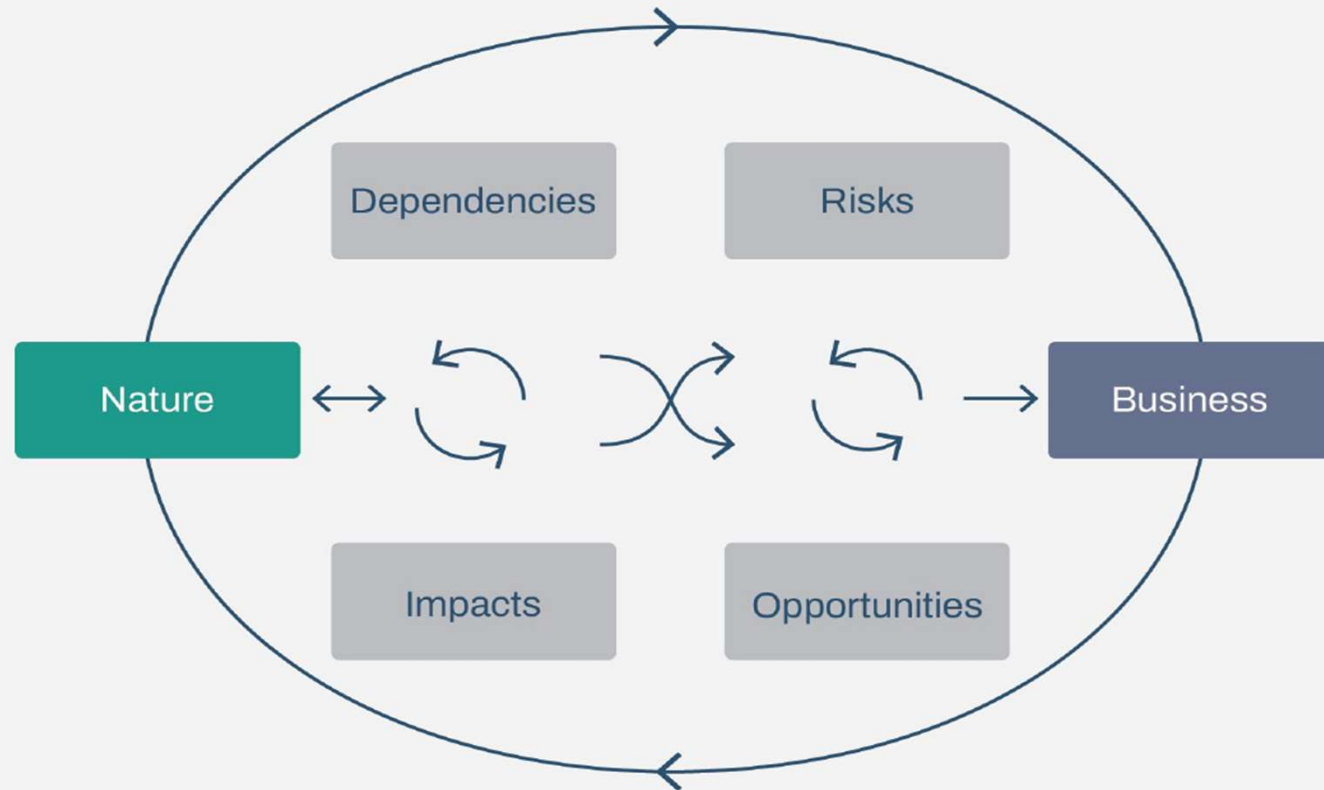 Dependencies
Risks
Nature
Business
Impacts
Opportunities